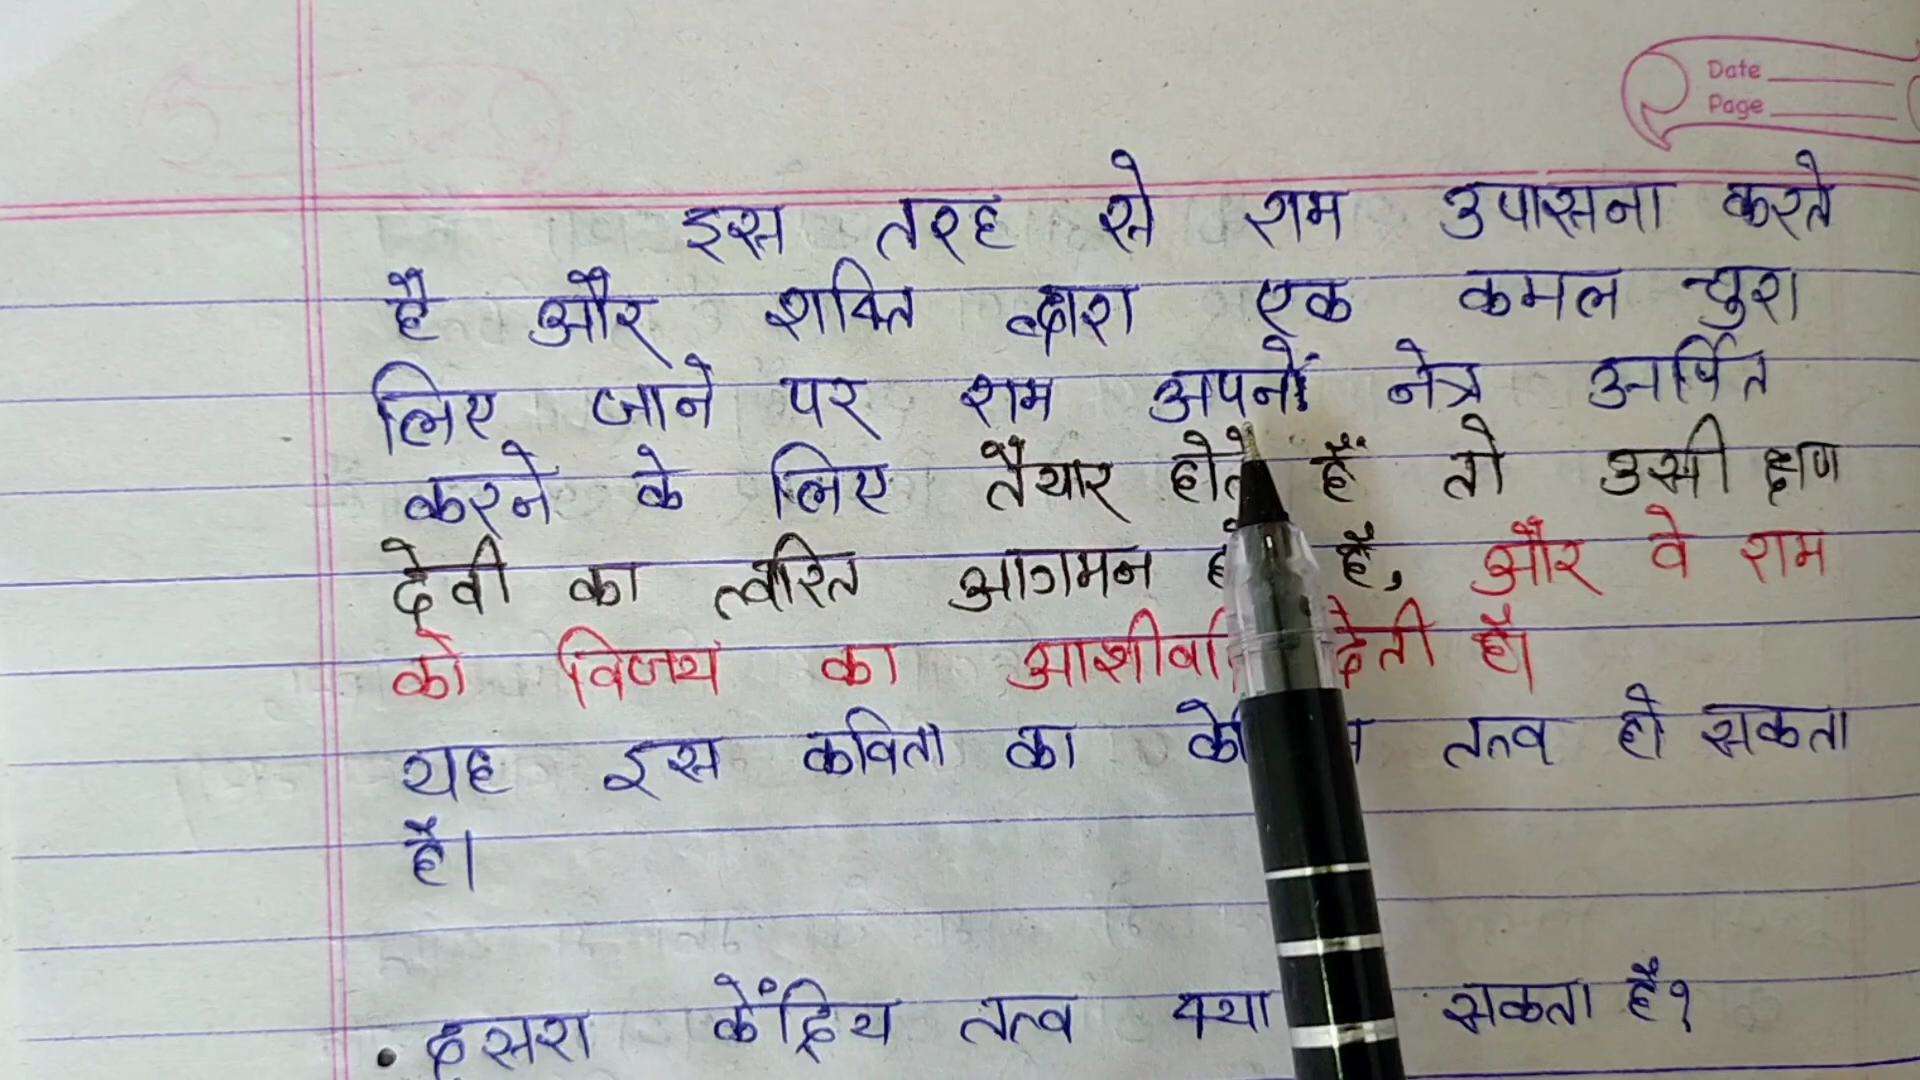 Date
Page
इस तरह से राम उपासना करते
है और शक्ति द्वारा एक कमल चुरा
लिए जाने पर राम अपने नेत्र अर्पित
करने के लिए तैयार होते हैं तो उसी क्षण
देवी का त्वरित आगमन है, और वे राम
को विजय का देती है।
यह इस कविता का तत्व हो सकता
है।
• दुसरा केंद्रिय तत्व क्या सकता है?